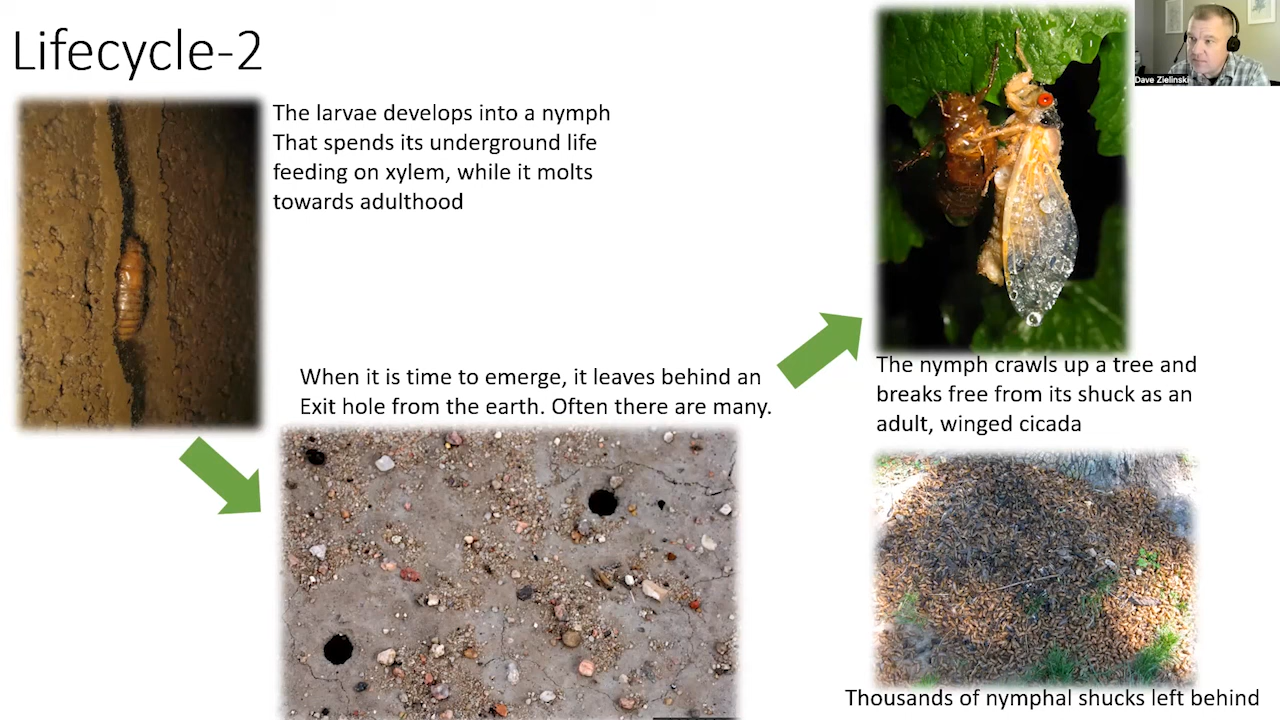 Lifecycle-2
The larvae develops into a nymph
That spends its underground life
feeding on xylem, while it molts
towards adulthood
When it is time to emerge, it leaves behind an
Exit hole from the earth. Often there are many.
The nymph crawls up a tree and
breaks free from its shuck as an
adult, winged cicada
Thousands of nymphal shucks left behind
Dave Zielinski